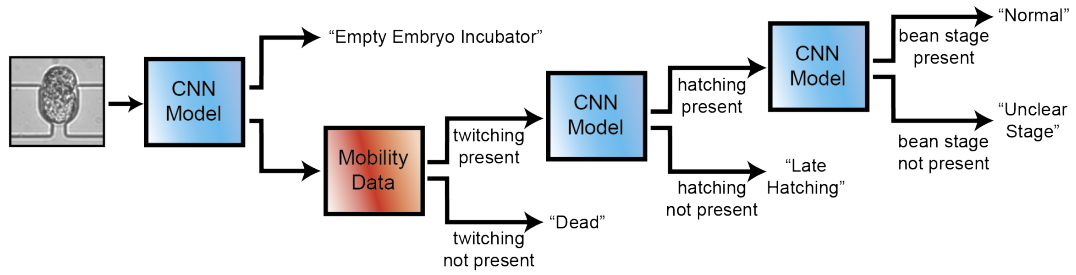 CNN
Model
“Empty Embryo Incubator”
Mobility
Data
twitching
present
twitching
not present
“Dead”
CNN
Model
hatching
present
hatching
not present
“Late
Hatching”
CNN
Model
bean stage
present
“Normal”
bean stage
not present
“Unclear
Stage”